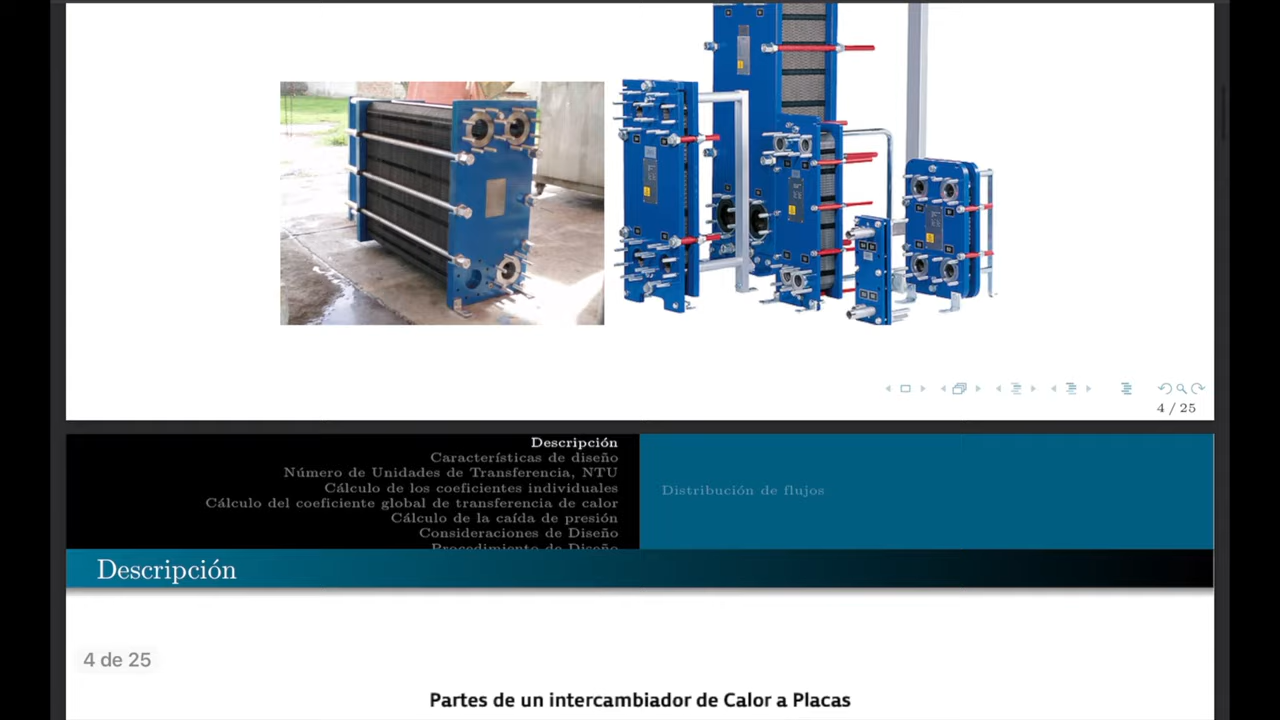 4 / 25
Descripción
Características de diseño
Número de Unidades de Transferencia, NTU
Cálculo de los coeficientes individuales
Cálculo del coeficiente global de transferencia de calor
Cálculo de la caída de presión
Consideraciones de Diseño
Procedimiento de Diseño
Distribución de flujos
Descripción
4 de 25
Partes de un intercambiador de Calor a Placas